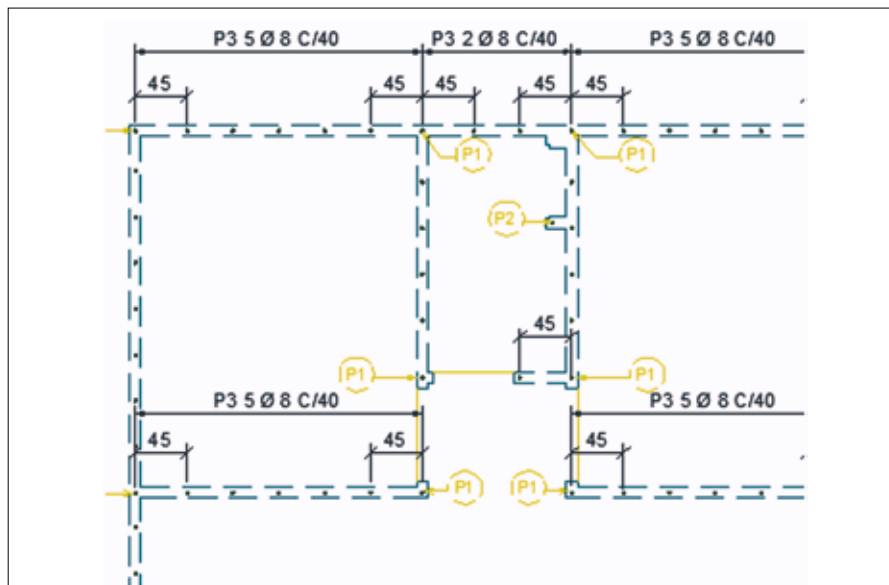 P3 5 Ø 8 C/40 P3 2 Ø 8 C/40 P3 5 Ø 8 C/40
45 45 45 45 45
P1 P1
P2
45
P1 P1
P3 5 Ø 8 C/40 P3 5 Ø 8 C/40
45 45 45
P1 P1